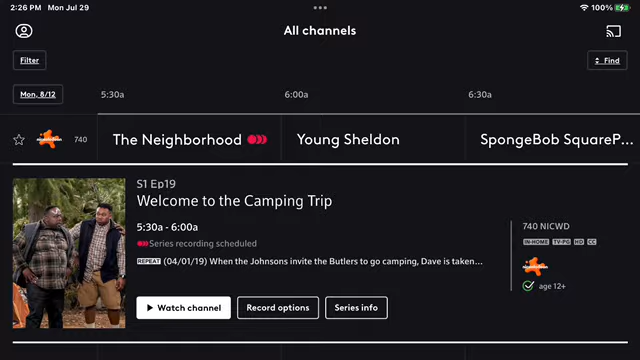 2:26 PM Mon Jul 29
100%
All channels
Filter
Find
Mon, 8/12
5:30a
6:00a
6:30a
740
The Neighborhood
Young Sheldon
SpongeBob SquareP...
S1 Ep19
Welcome to the Camping Trip
5:30a - 6:00a
Series recording scheduled
REPEAT (04/01/19) When the Johnsons invite the Butlers to go camping, Dave is taken...
Watch channel
Record options
Series info
740 NICWD
IN-HOME TV-PG HD CC
age 12+